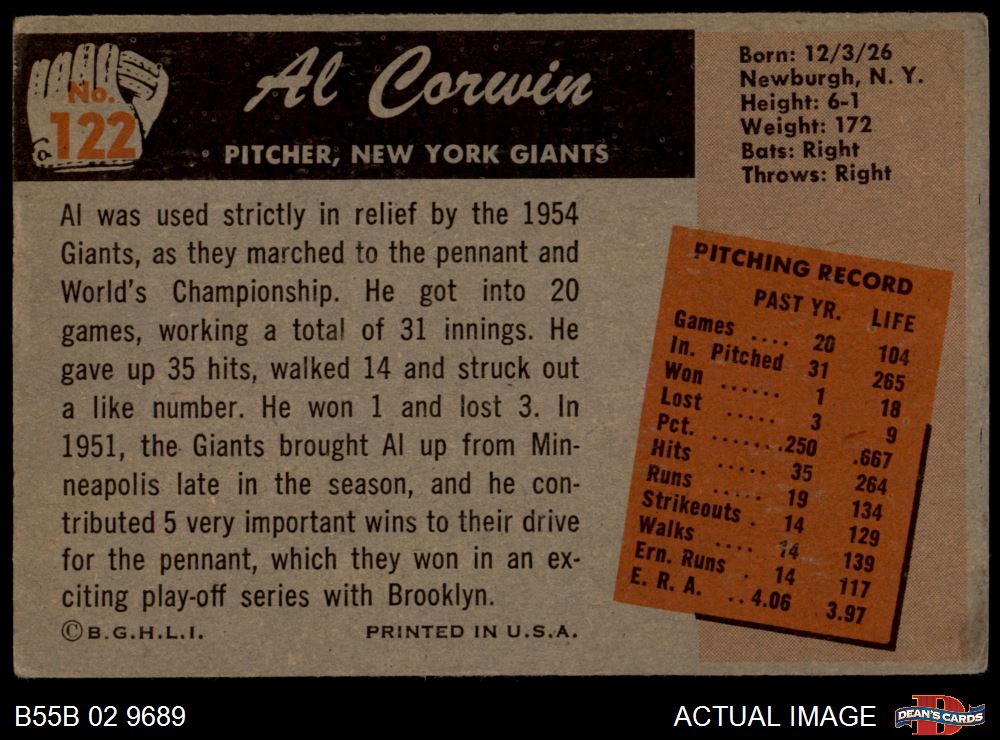 No.
122
Al Corwin
PITCHER, NEW YORK GIANTS
Born: 12/3/26
Newburgh, N. Y.
Height: 6-1
Weight: 172
Bats: Right
Throws: Right
Al was used strictly in relief by the 1954
Giants, as they marched to the pennant and
World's Championship. He got into 20
games, working a total of 31 innings. He
gave up 35 hits, walked 14 and struck out
a like number. He won 1 and lost 3. In
1951, the Giants brought Al up from Min-
neapolis late in the season, and he con-
tributed 5 very important wins to their drive
for the pennant, which they won in an ex-
citing play-off series with Brooklyn.
©B.G.H.L.I. PRINTED IN U.S.A.
PITCHING RECORD
PAST YR. LIFE
Games .... 20 104
In. Pitched 31 265
Won ...... 1 18
Lost ..... 3 9
Pct. .......250 .667
Hits ..... 35 264
Runs ..... 19 134
Strikeouts . 14 129
Walks .... 14 139
Ern. Runs . 14 117
E. R. A. ..4.06 3.97
B55B 02 9689
ACTUAL IMAGE
DEAN'S CARDS